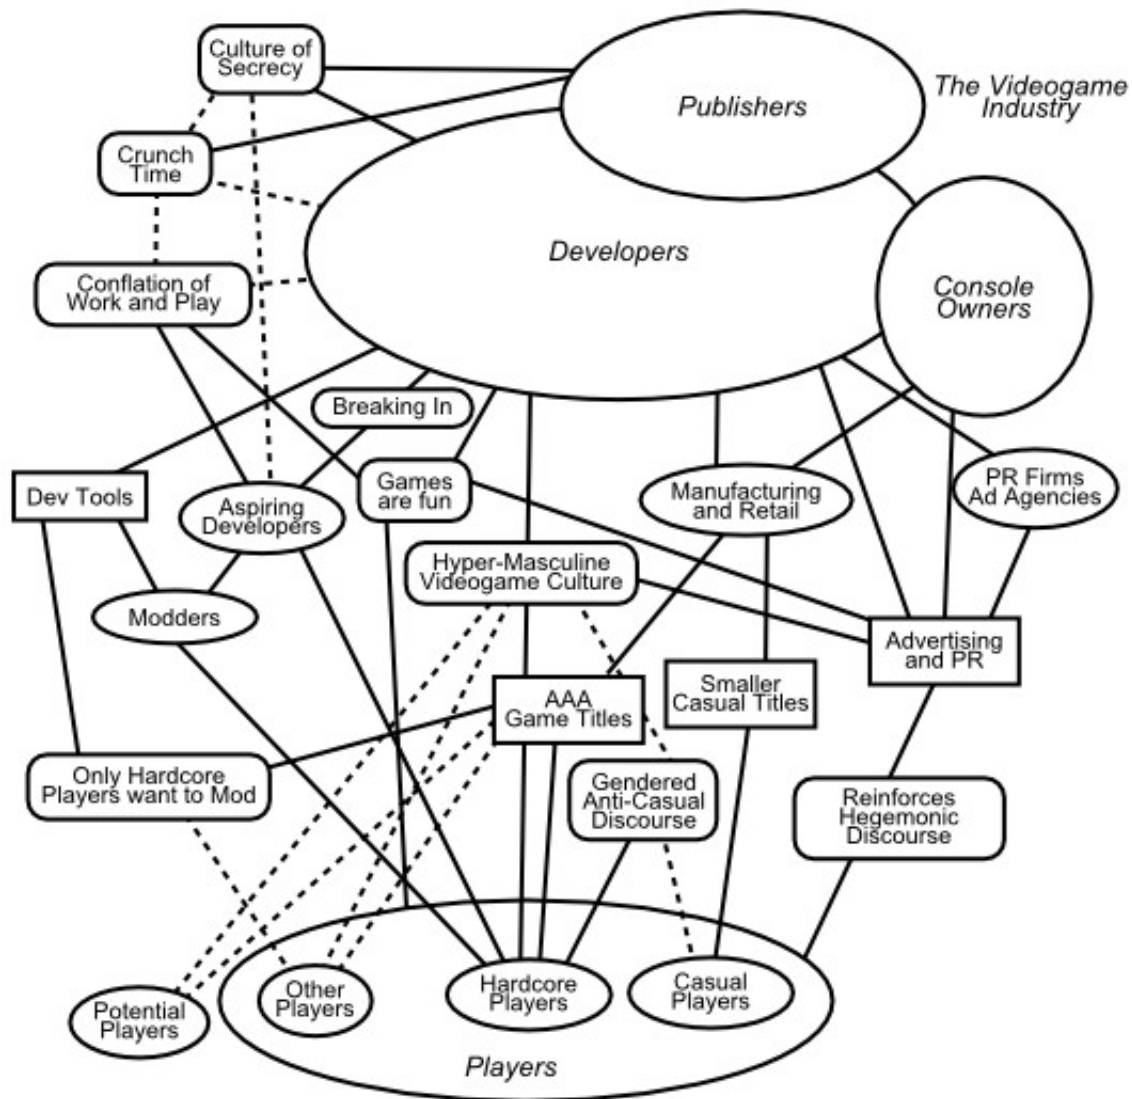 Culture of
Secrecy
Publishers
The Videogame
Industry
Crunch
Time
Developers
Conflation of
Work and Play
Console
Owners
Breaking In
Dev Tools
Aspiring
Developers
Games
are fun
Manufacturing
and Retail
PR Firms
Ad Agencies
Hyper-Masculine
Videogame Culture
Modders
Advertising
and PR
AAA
Game Titles
Smaller
Casual Titles
Only Hardcore
Players want to Mod
Gendered
Anti-Casual
Discourse
Reinforces
Hegemonic
Discourse
Potential
Players
Other
Players
Hardcore
Players
Casual
Players
Players